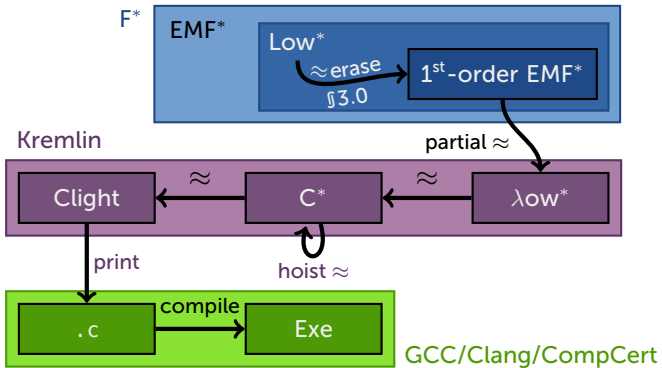 F*
EMF*
Low*
≈ erase
§3.0
1st-order EMF*
partial ≈
Kremlin
Clight
≈
C*
≈
λow*
print
hoist ≈
.c
compile
Exe
GCC/Clang/CompCert